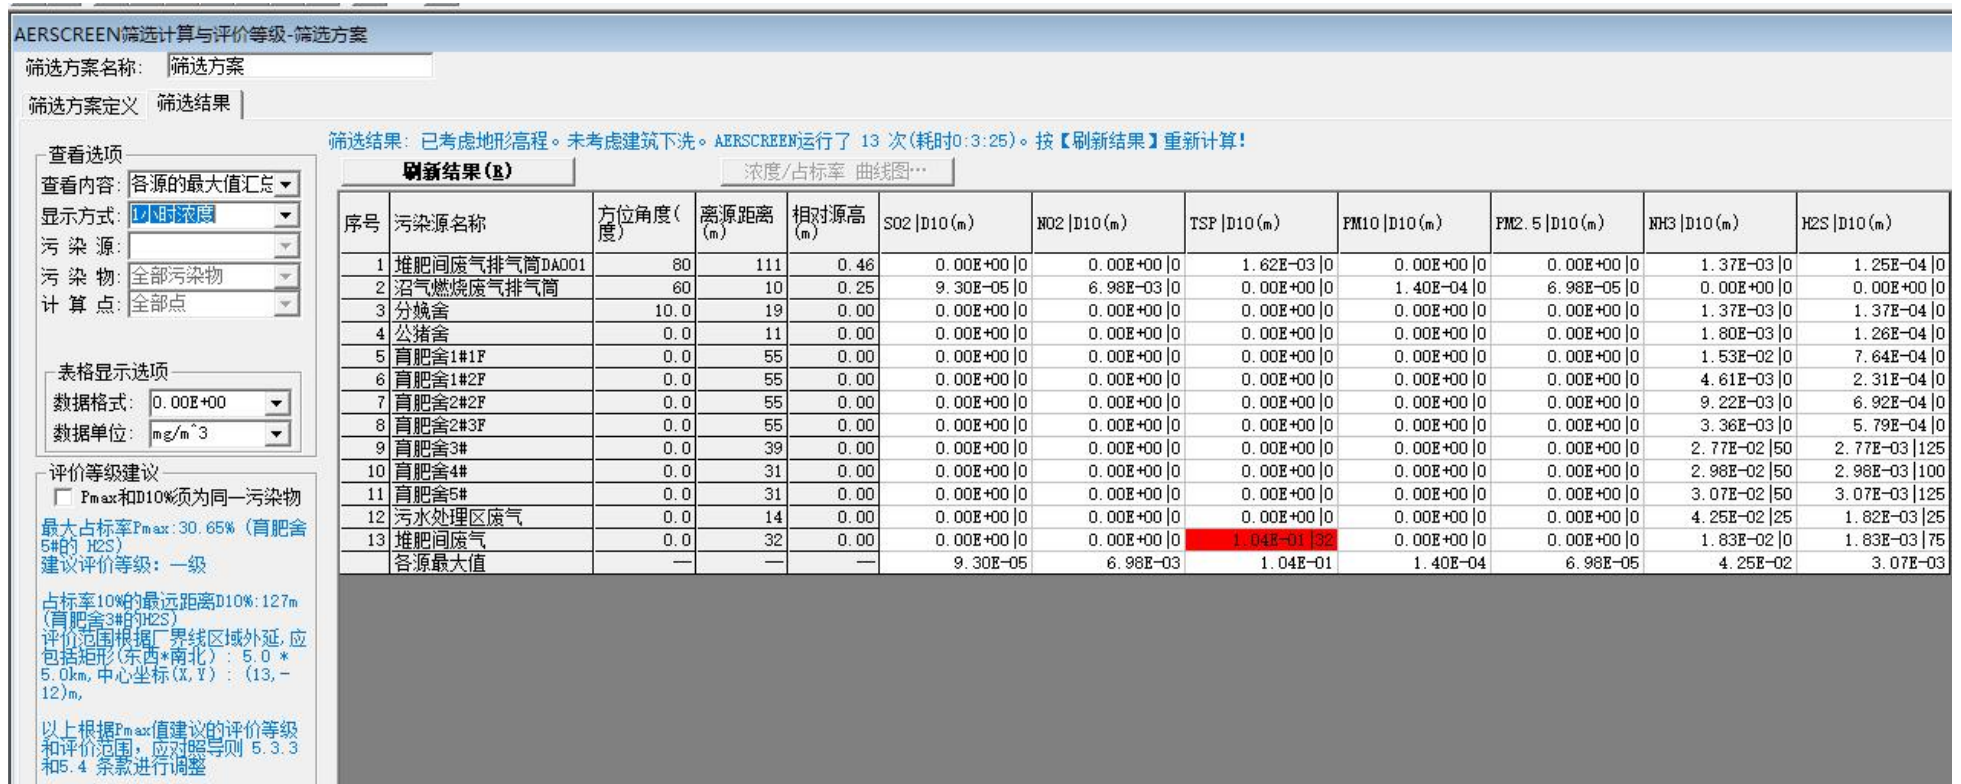 AERSCREEN筛选计算与评价等级-筛选方案
筛选方案名称: 筛选方案
筛选方案定义 筛选结果
筛选结果: 已考虑地形高程。未考虑建筑下洗。AERSCREEN运行了 13 次(耗时0:3:25)。按【刷新结果】重新计算!
刷新结果(R) 浓度/占标率 曲线图…
查看选项
查看内容: 各源的最大值汇总
显示方式: 1小时浓度
污 染 源:
污 染 物: 全部污染物
计 算 点: 全部点
表格显示选项
数据格式: 0.00E+00
数据单位: mg/m^3
评价等级建议
Pmax和D10%须为同一污染物
最大占标率Pmax:30.65% (育肥舍
5#的 H2S)
建议评价等级: 一级
占标率10%的最远距离D10%:127m
(育肥舍3#的H2S)
评价范围根据厂界线区域外延,应
包括矩形(东西*南北) : 5.0 *
5.0km,中心坐标(X,Y) : (13,-
12)m,
以上根据Pmax值建议的评价等级
和评价范围, 应对照导则 5.3.3
和5.4 条款进行调整
序号 污染源名称 方位角度(度) 离源距离(m) 相对源高(m) SO2|D10(m) NO2|D10(m) TSP|D10(m) PM10|D10(m) PM2.5|D10(m) NH3|D10(m) H2S|D10(m)
1 堆肥间废气排气筒DA001 80 111 0.46 0.00E+00|0 0.00E+00|0 1.62E-03|0 0.00E+00|0 0.00E+00|0 1.37E-03|0 1.25E-04|0
2 沼气燃烧废气排气筒 60 10 0.25 9.30E-05|0 6.98E-03|0 0.00E+00|0 1.40E-04|0 6.98E-05|0 0.00E+00|0 0.00E+00|0
3 分娩舍 10.0 19 0.00 0.00E+00|0 0.00E+00|0 0.00E+00|0 0.00E+00|0 0.00E+00|0 1.37E-03|0 1.37E-04|0
4 公猪舍 0.0 11 0.00 0.00E+00|0 0.00E+00|0 0.00E+00|0 0.00E+00|0 0.00E+00|0 1.80E-03|0 1.26E-04|0
5 育肥舍1#1F 0.0 55 0.00 0.00E+00|0 0.00E+00|0 0.00E+00|0 0.00E+00|0 0.00E+00|0 1.53E-02|0 7.64E-04|0
6 育肥舍1#2F 0.0 55 0.00 0.00E+00|0 0.00E+00|0 0.00E+00|0 0.00E+00|0 0.00E+00|0 4.61E-03|0 2.31E-04|0
7 育肥舍2#2F 0.0 55 0.00 0.00E+00|0 0.00E+00|0 0.00E+00|0 0.00E+00|0 0.00E+00|0 9.22E-03|0 6.92E-04|0
8 育肥舍2#3F 0.0 55 0.00 0.00E+00|0 0.00E+00|0 0.00E+00|0 0.00E+00|0 0.00E+00|0 3.36E-03|0 5.79E-04|0
9 育肥舍3# 0.0 39 0.00 0.00E+00|0 0.00E+00|0 0.00E+00|0 0.00E+00|0 0.00E+00|0 2.77E-02|50 2.77E-03|125
10 育肥舍4# 0.0 31 0.00 0.00E+00|0 0.00E+00|0 0.00E+00|0 0.00E+00|0 0.00E+00|0 2.98E-02|50 2.98E-03|100
11 育肥舍5# 0.0 31 0.00 0.00E+00|0 0.00E+00|0 0.00E+00|0 0.00E+00|0 0.00E+00|0 3.07E-02|50 3.07E-03|125
12 污水处理区废气 0.0 14 0.00 0.00E+00|0 0.00E+00|0 0.00E+00|0 0.00E+00|0 0.00E+00|0 4.25E-02|25 1.82E-03|25
13 堆肥间废气 0.0 32 0.00 0.00E+00|0 0.00E+00|0 1.04E-01|32 0.00E+00|0 0.00E+00|0 1.83E-02|0 1.83E-03|75
各源最大值 — — — 9.30E-05 6.98E-03 1.04E-01 1.40E-04 6.98E-05 4.25E-02 3.07E-03